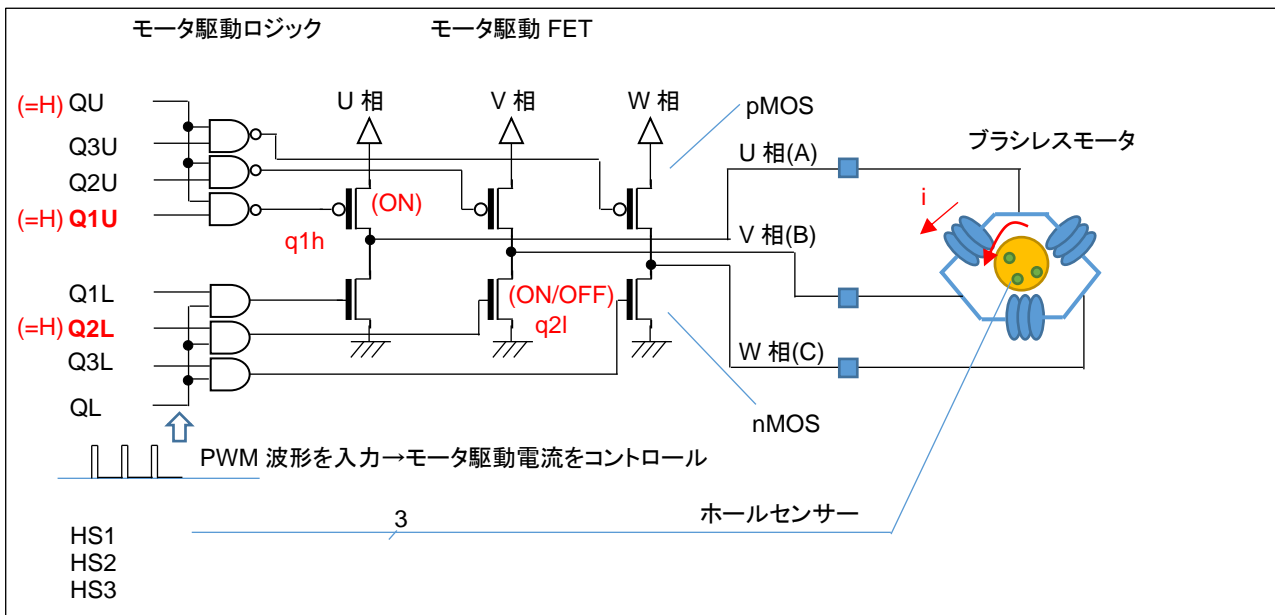 モータ駆動ロジック
モータ駆動 FET
(=H) QU
Q3U
Q2U
(=H) Q1U
U 相
V 相
W 相
pMOS
(ON)
q1h
U 相(A)
V 相(B)
W 相(C)
ブラシレスモータ
i
Q1L
(=H) Q2L
Q3L
QL
(ON/OFF)
q2l
nMOS
PWM 波形を入力→モータ駆動電流をコントロール
3
ホールセンサー
HS1
HS2
HS3